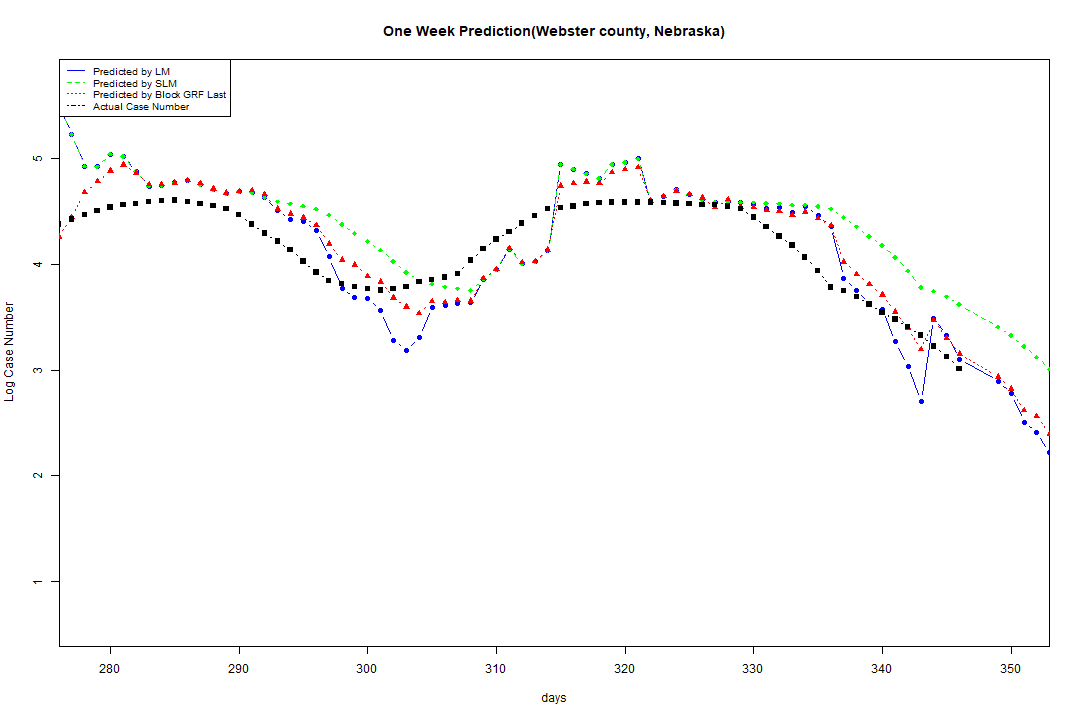 One Week Prediction(Webster county, Nebraska)
Predicted by LM
Predicted by SLM
Predicted by Block GRF Last
Actual Case Number
5
4
3
2
1
Log Case Number
280 290 300 310 320 330 340 350
days